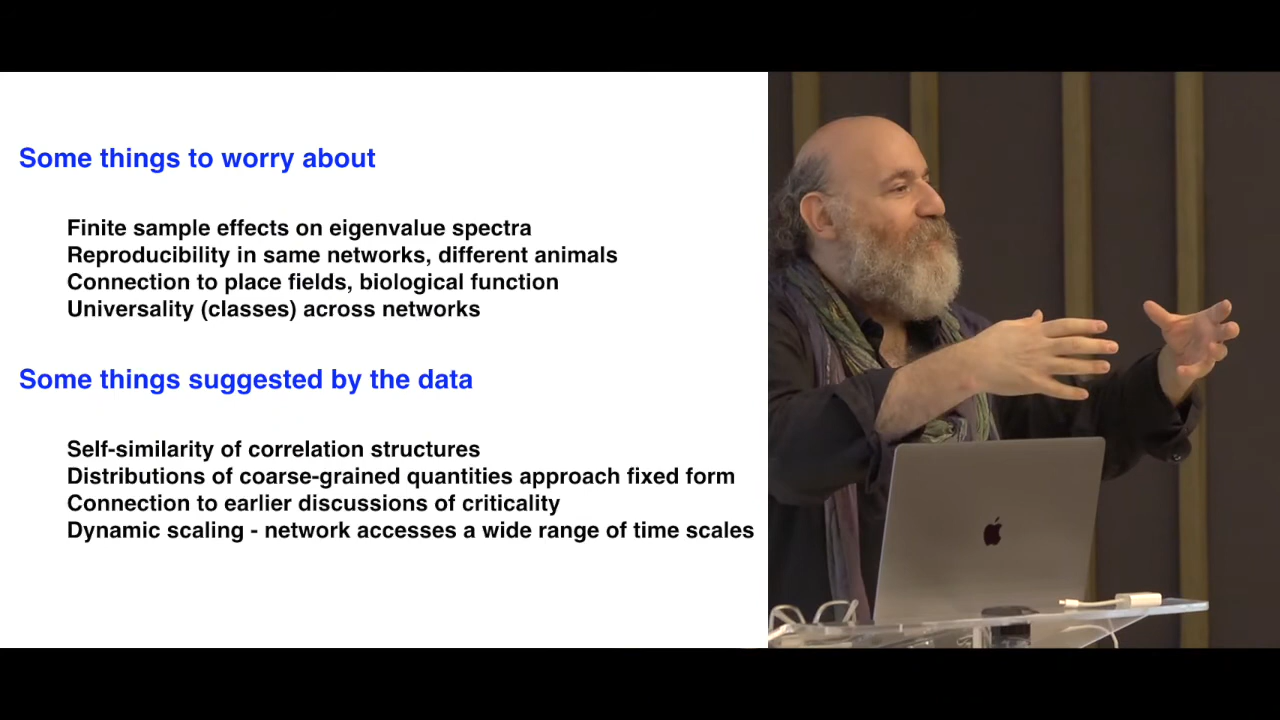 Some things to worry about
Finite sample effects on eigenvalue spectra
Reproducibility in same networks, different animals
Connection to place fields, biological function
Universality (classes) across networks
Some things suggested by the data
Self-similarity of correlation structures
Distributions of coarse-grained quantities approach fixed form
Connection to earlier discussions of criticality
Dynamic scaling - network accesses a wide range of time scales